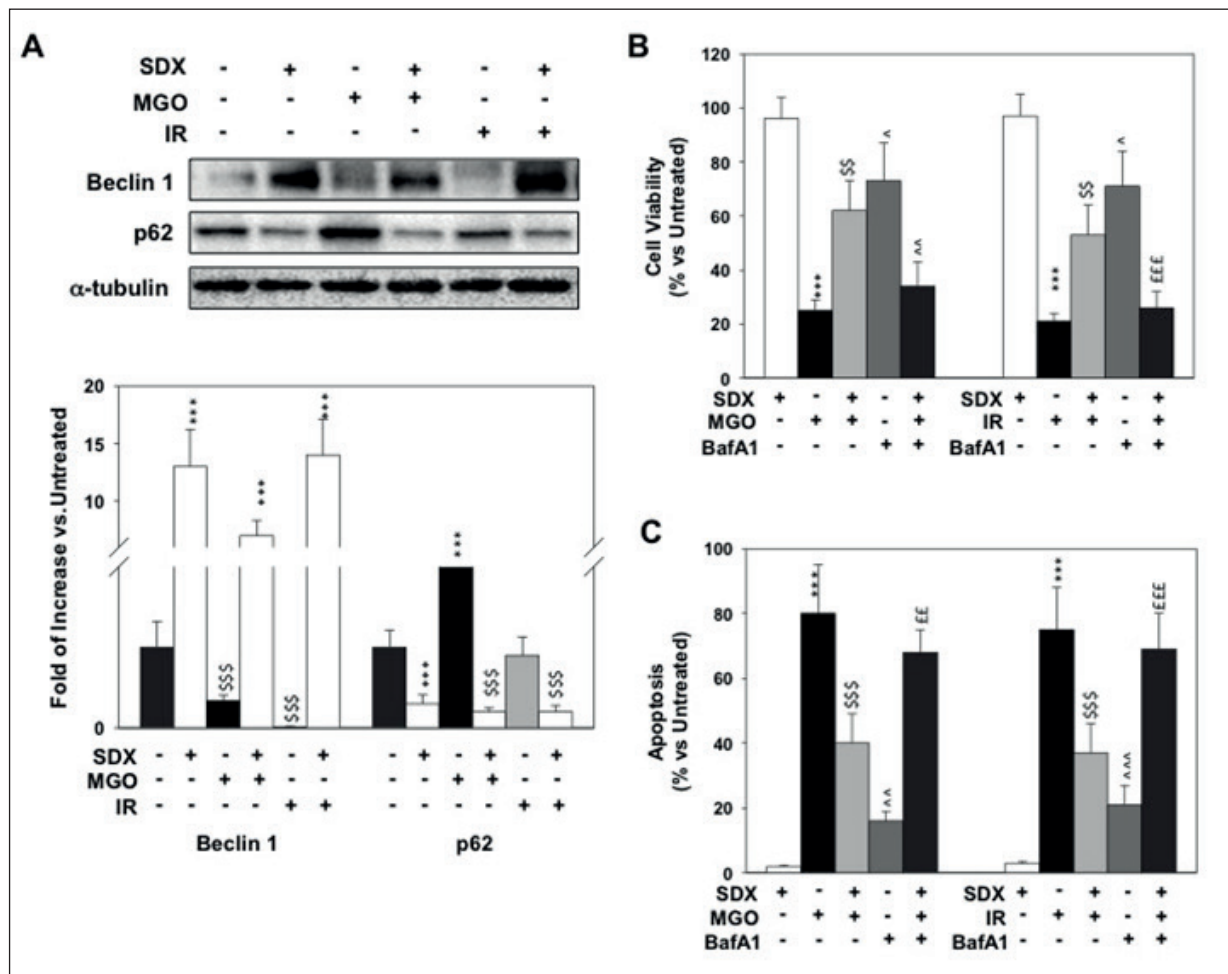 A
SDX - + - + - +
MGO - - + + - -
IR - - - - + +
Beclin 1
p62
α-tubulin
Fold of Increase vs.Untreated
20
15
10
0
***
$$$
***
$$$
***
***
***
$$$
$$$
SDX - + - + - + - + - + - +
MGO - - + + - - - - + + - -
IR - - - - + + - - - - + +
Beclin 1 p62
B
Cell Viability
(% vs Untreated)
120
100
80
60
40
20
0
*** $$ ^ ^^ *** $$ ^ £££
SDX + - + - + SDX + - + - +
MGO - + + - + IR - + + - +
BafA1 - - - + + BafA1 - - - + +
C
Apoptosis
(% vs Untreated)
100
80
60
40
20
0
*** $$$ ^^ ££ *** $$$ ^^^ £££
SDX + - + - + SDX + - + - +
MGO - + + - + IR - + + - +
BafA1 - - - + + BafA1 - - - + +